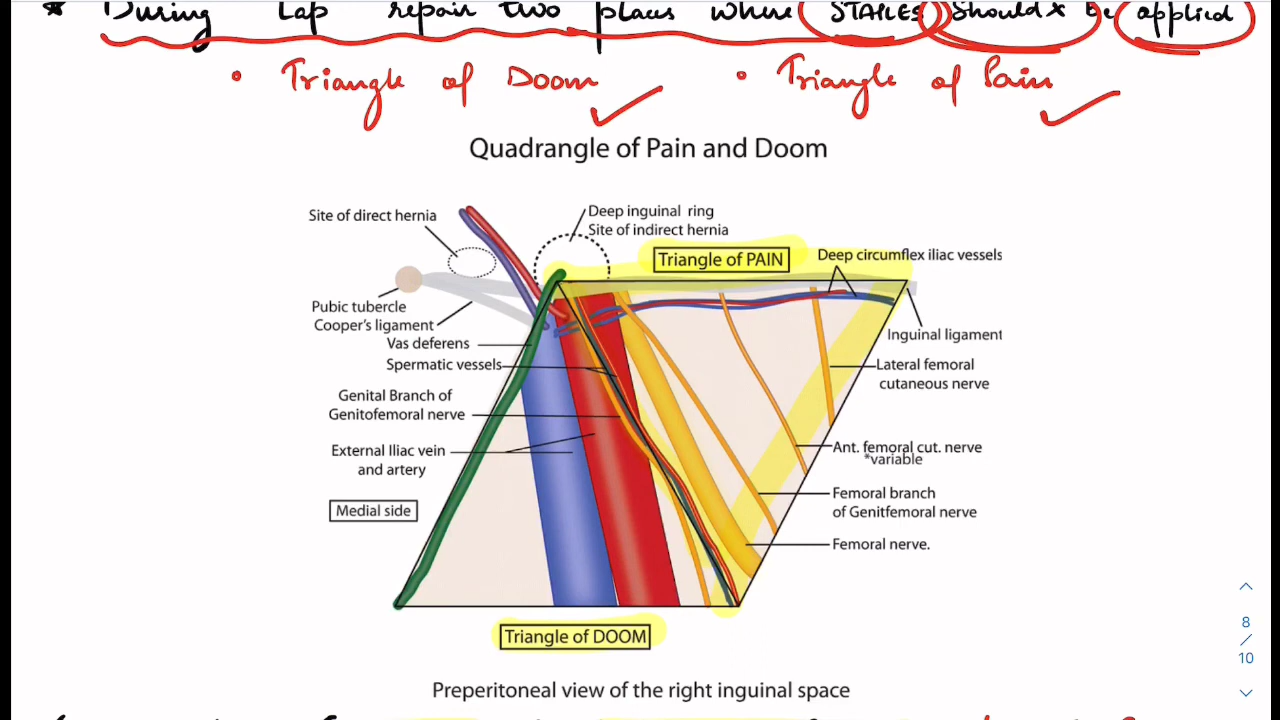 * During Lap repair two places where STAPLES Should x be applied
• Triangle of Doom • Triangle of Pain
Quadrangle of Pain and Doom
Site of direct hernia
Deep inguinal ring
Site of indirect hernia
Triangle of PAIN
Deep circumflex iliac vessels
Pubic tubercle
Cooper's ligament
Vas deferens
Spermatic vessels
Inguinal ligament
Lateral femoral
cutaneous nerve
Genital Branch of
Genitofemoral nerve
External Iliac vein
and artery
Ant. femoral cut. nerve
*variable
Medial side
Femoral branch
of Genitfemoral nerve
Femoral nerve.
Triangle of DOOM
Preperitoneal view of the right inguinal space
8
/
10